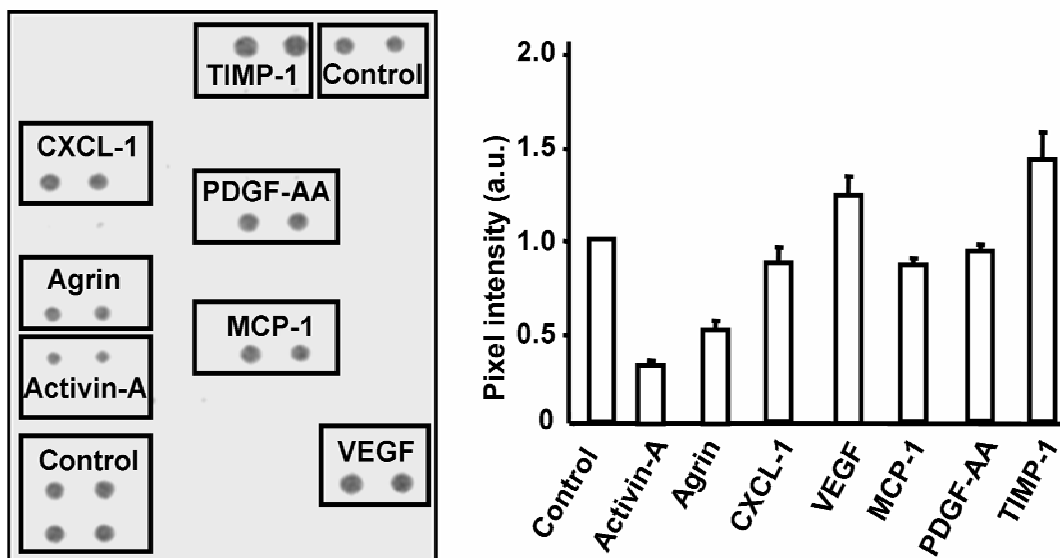 TIMP-1
Control
CXCL-1
PDGF-AA
Agrin
MCP-1
Activin-A
Control
VEGF
Pixel intensity (a.u.)
2.0
1.5
1.0
0.5
0
Control
Activin-A
Agrin
CXCL-1
VEGF
MCP-1
PDGF-AA
TIMP-1